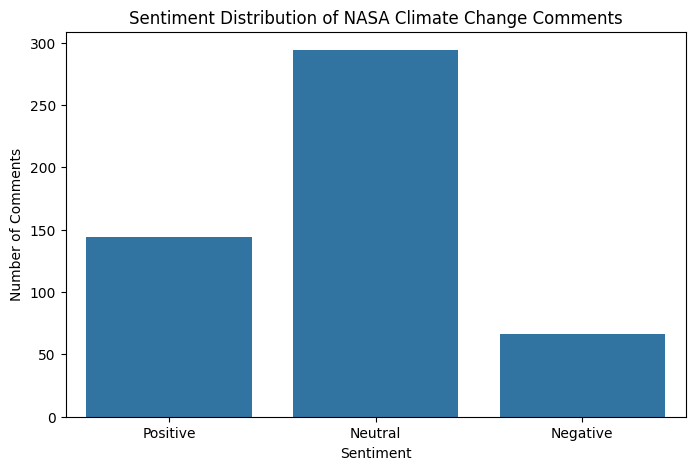 Sentiment Distribution of NASA Climate Change Comments
300
250
200
150
100
50
0
Number of Comments
Positive Neutral Negative
Sentiment